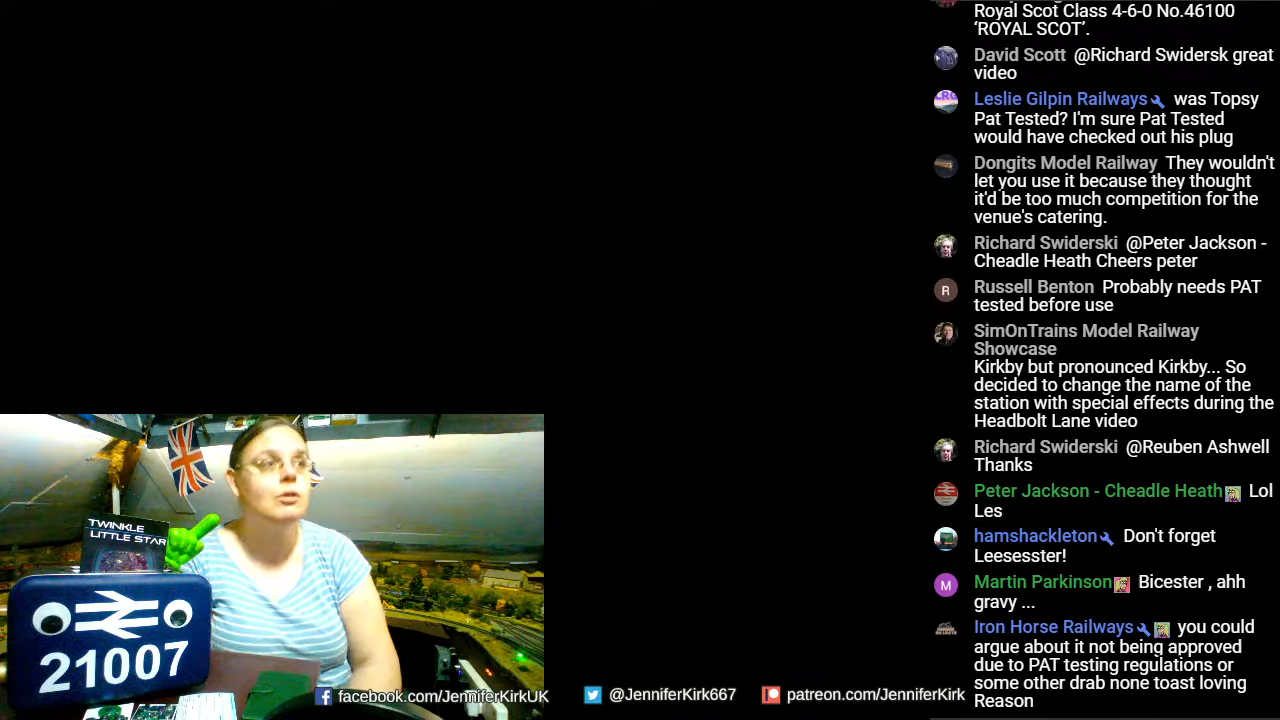 Royal Scot Class 4-6-0 No.46100
‘ROYAL SCOT’.
David Scott @Richard Swidersk great
video
Leslie Gilpin Railways was Topsy
Pat Tested? I'm sure Pat Tested
would have checked out his plug
Dongits Model Railway They wouldn't
let you use it because they thought
it'd be too much competition for the
venue's catering.
Richard Swiderski @Peter Jackson -
Cheadle Heath Cheers peter
R Russell Benton Probably needs PAT
tested before use
SimOnTrains Model Railway
Showcase
Kirkby but pronounced Kirkby... So
decided to change the name of the
station with special effects during the
Headbolt Lane video
Richard Swiderski @Reuben Ashwell
Thanks
Peter Jackson - Cheadle Heath Lol
Les
hamshackleton Don't forget
Leesesster!
M Martin Parkinson Bicester , ahh
gravy ...
Iron Horse Railways you could
argue about it not being approved
due to PAT testing regulations or
some other drab none toast loving
Reason
TWINKLE
LITTLE STAR
21007
facebook.com/JenniferKirkUK @JenniferKirk667 patreon.com/JenniferKirk